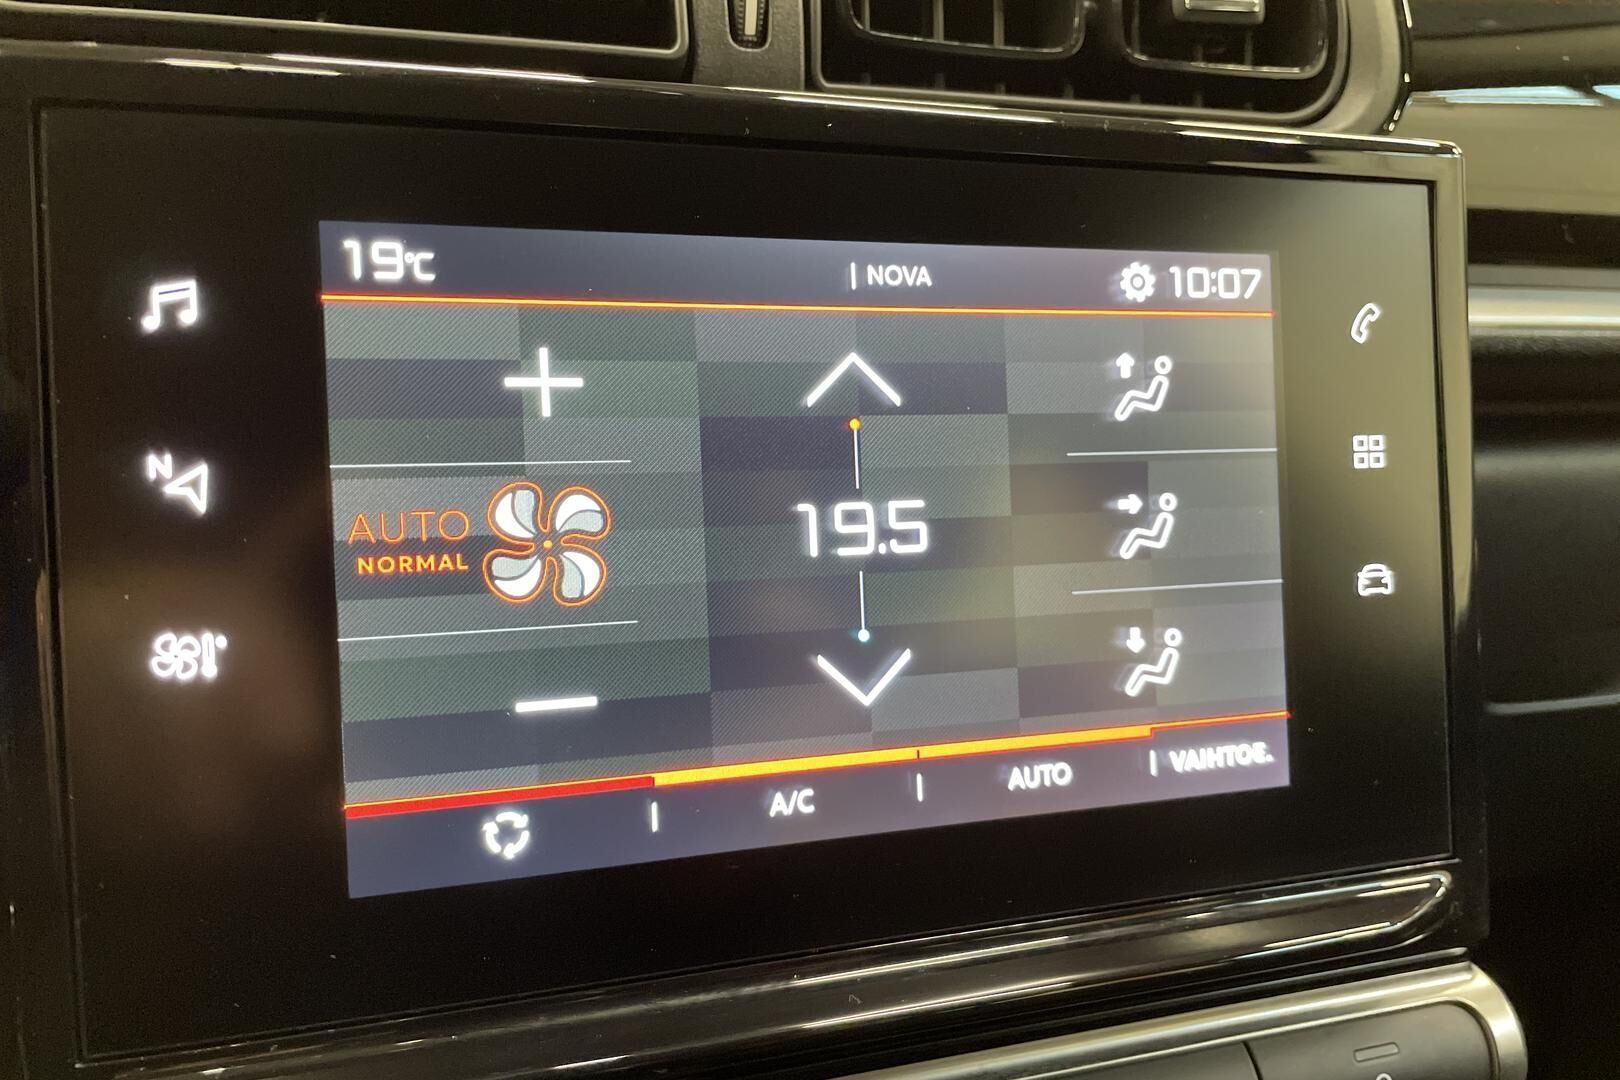 19°C
| NOVA
10:07
N
AUTO
NORMAL
19.5
A/C
AUTO
VAIHTOE.